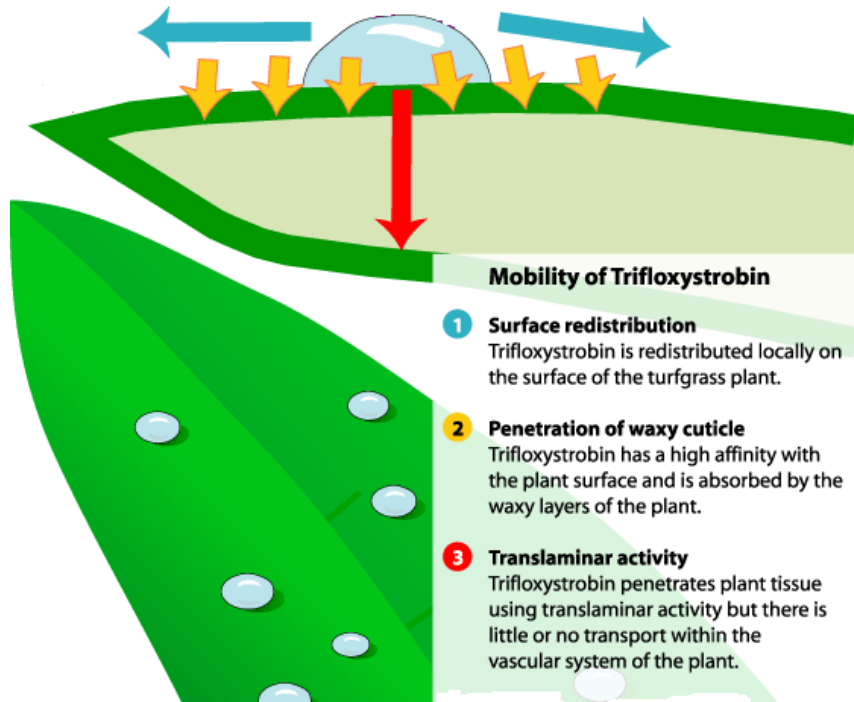 Mobility of Trifloxystrobin
1 Surface redistribution
Trifloxystrobin is redistributed locally on
the surface of the turfgrass plant.
2 Penetration of waxy cuticle
Trifloxystrobin has a high affinity with
the plant surface and is absorbed by the
waxy layers of the plant.
3 Translaminar activity
Trifloxystrobin penetrates plant tissue
using translaminar activity but there is
little or no transport within the
vascular system of the plant.